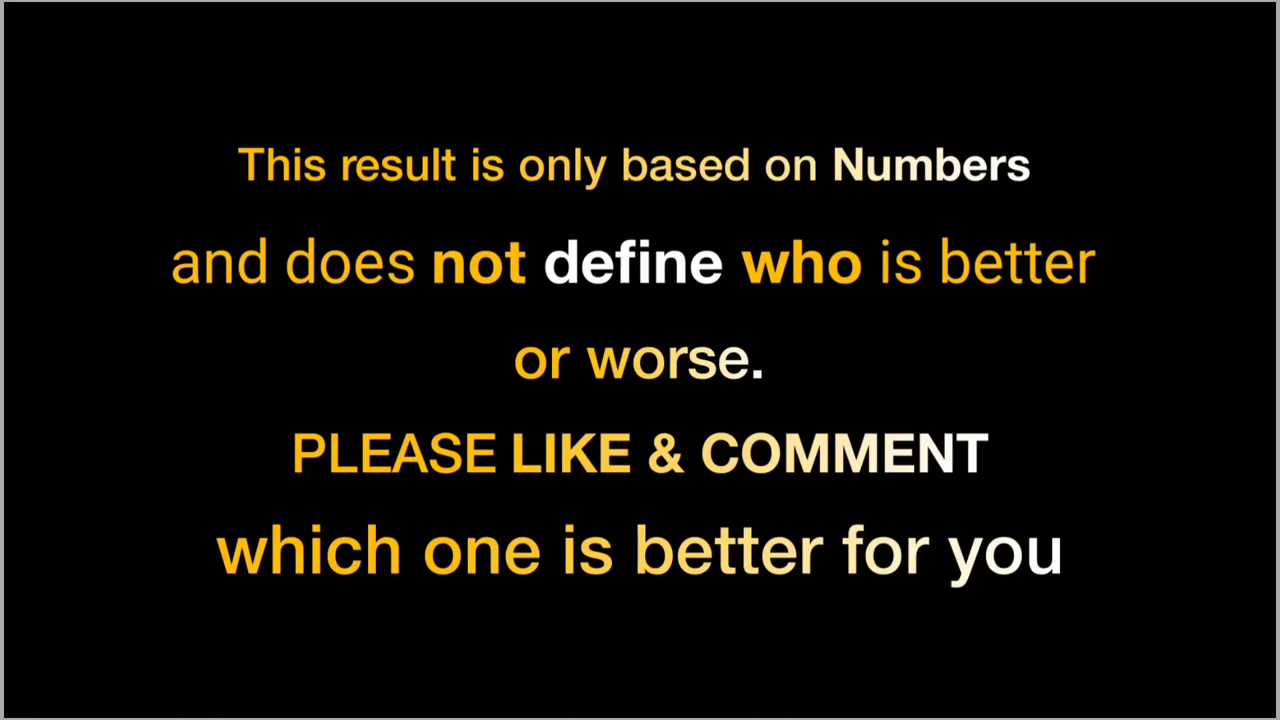 This result is only based on Numbers
and does not define who is better
or worse.
PLEASE LIKE & COMMENT
which one is better for you